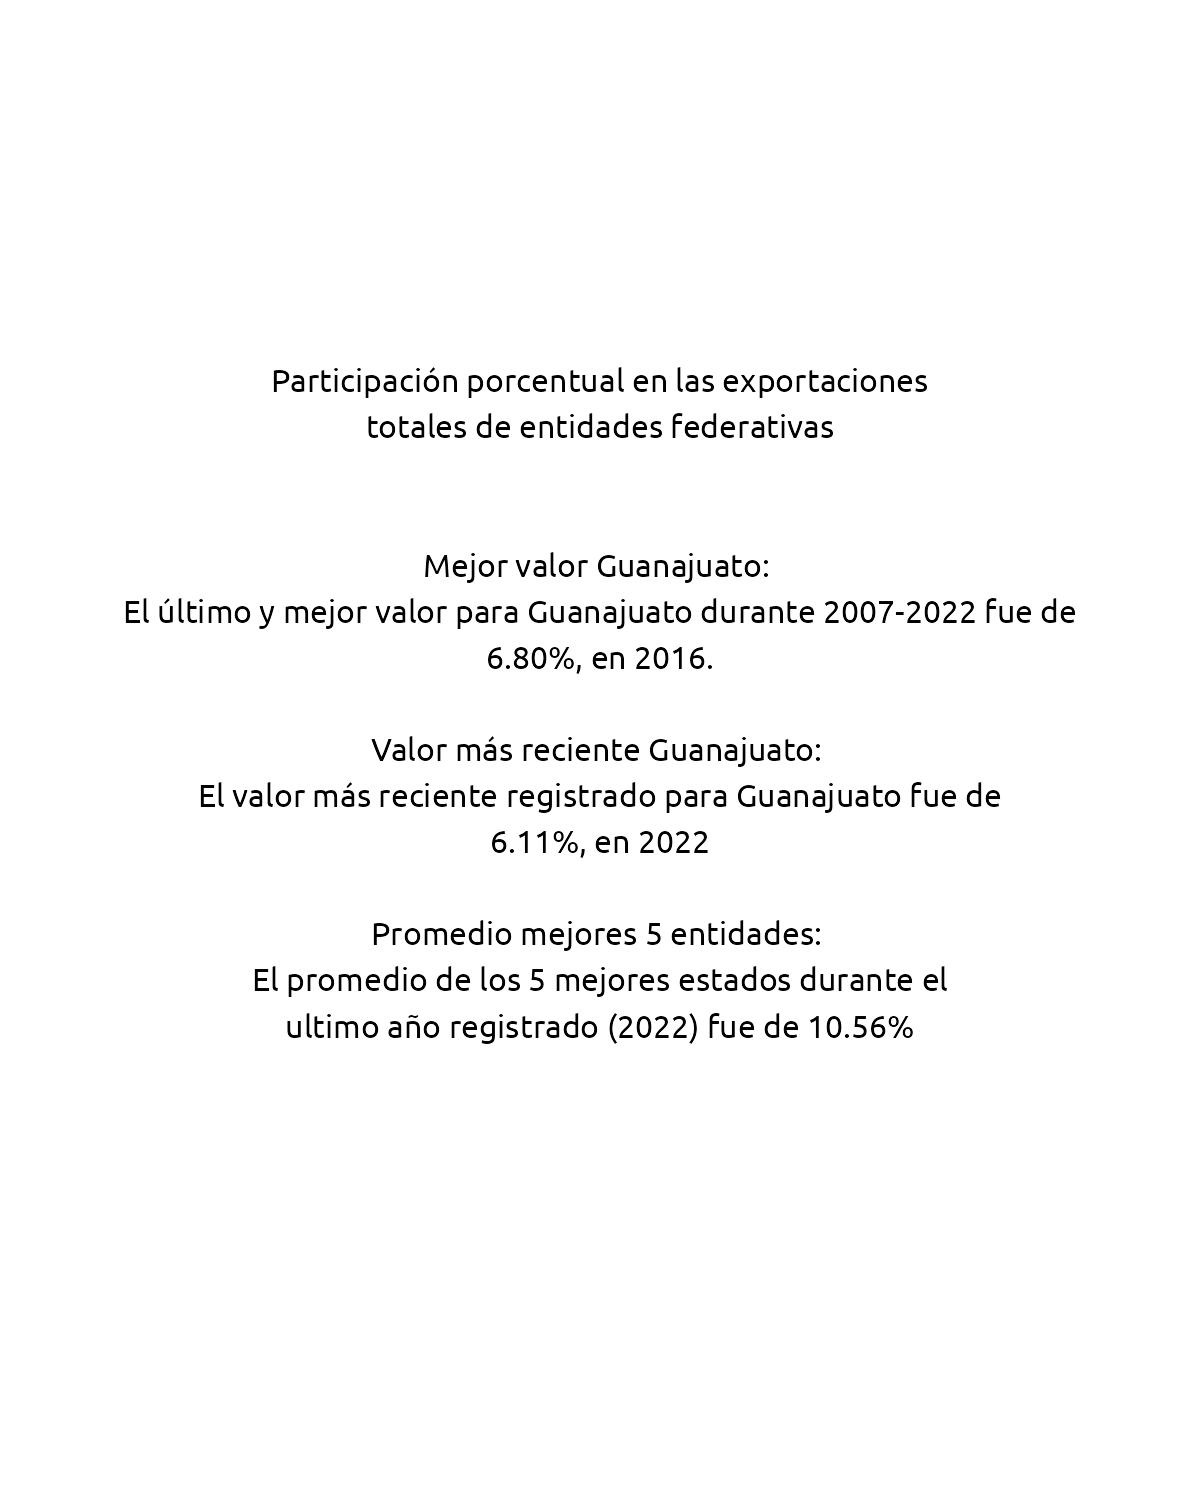 Participación porcentual en las exportaciones
totales de entidades federativas
Mejor valor Guanajuato:
El último y mejor valor para Guanajuato durante 2007-2022 fue de
6.80%, en 2016.
Valor más reciente Guanajuato:
El valor más reciente registrado para Guanajuato fue de
6.11%, en 2022
Promedio mejores 5 entidades:
El promedio de los 5 mejores estados durante el
ultimo año registrado (2022) fue de 10.56%